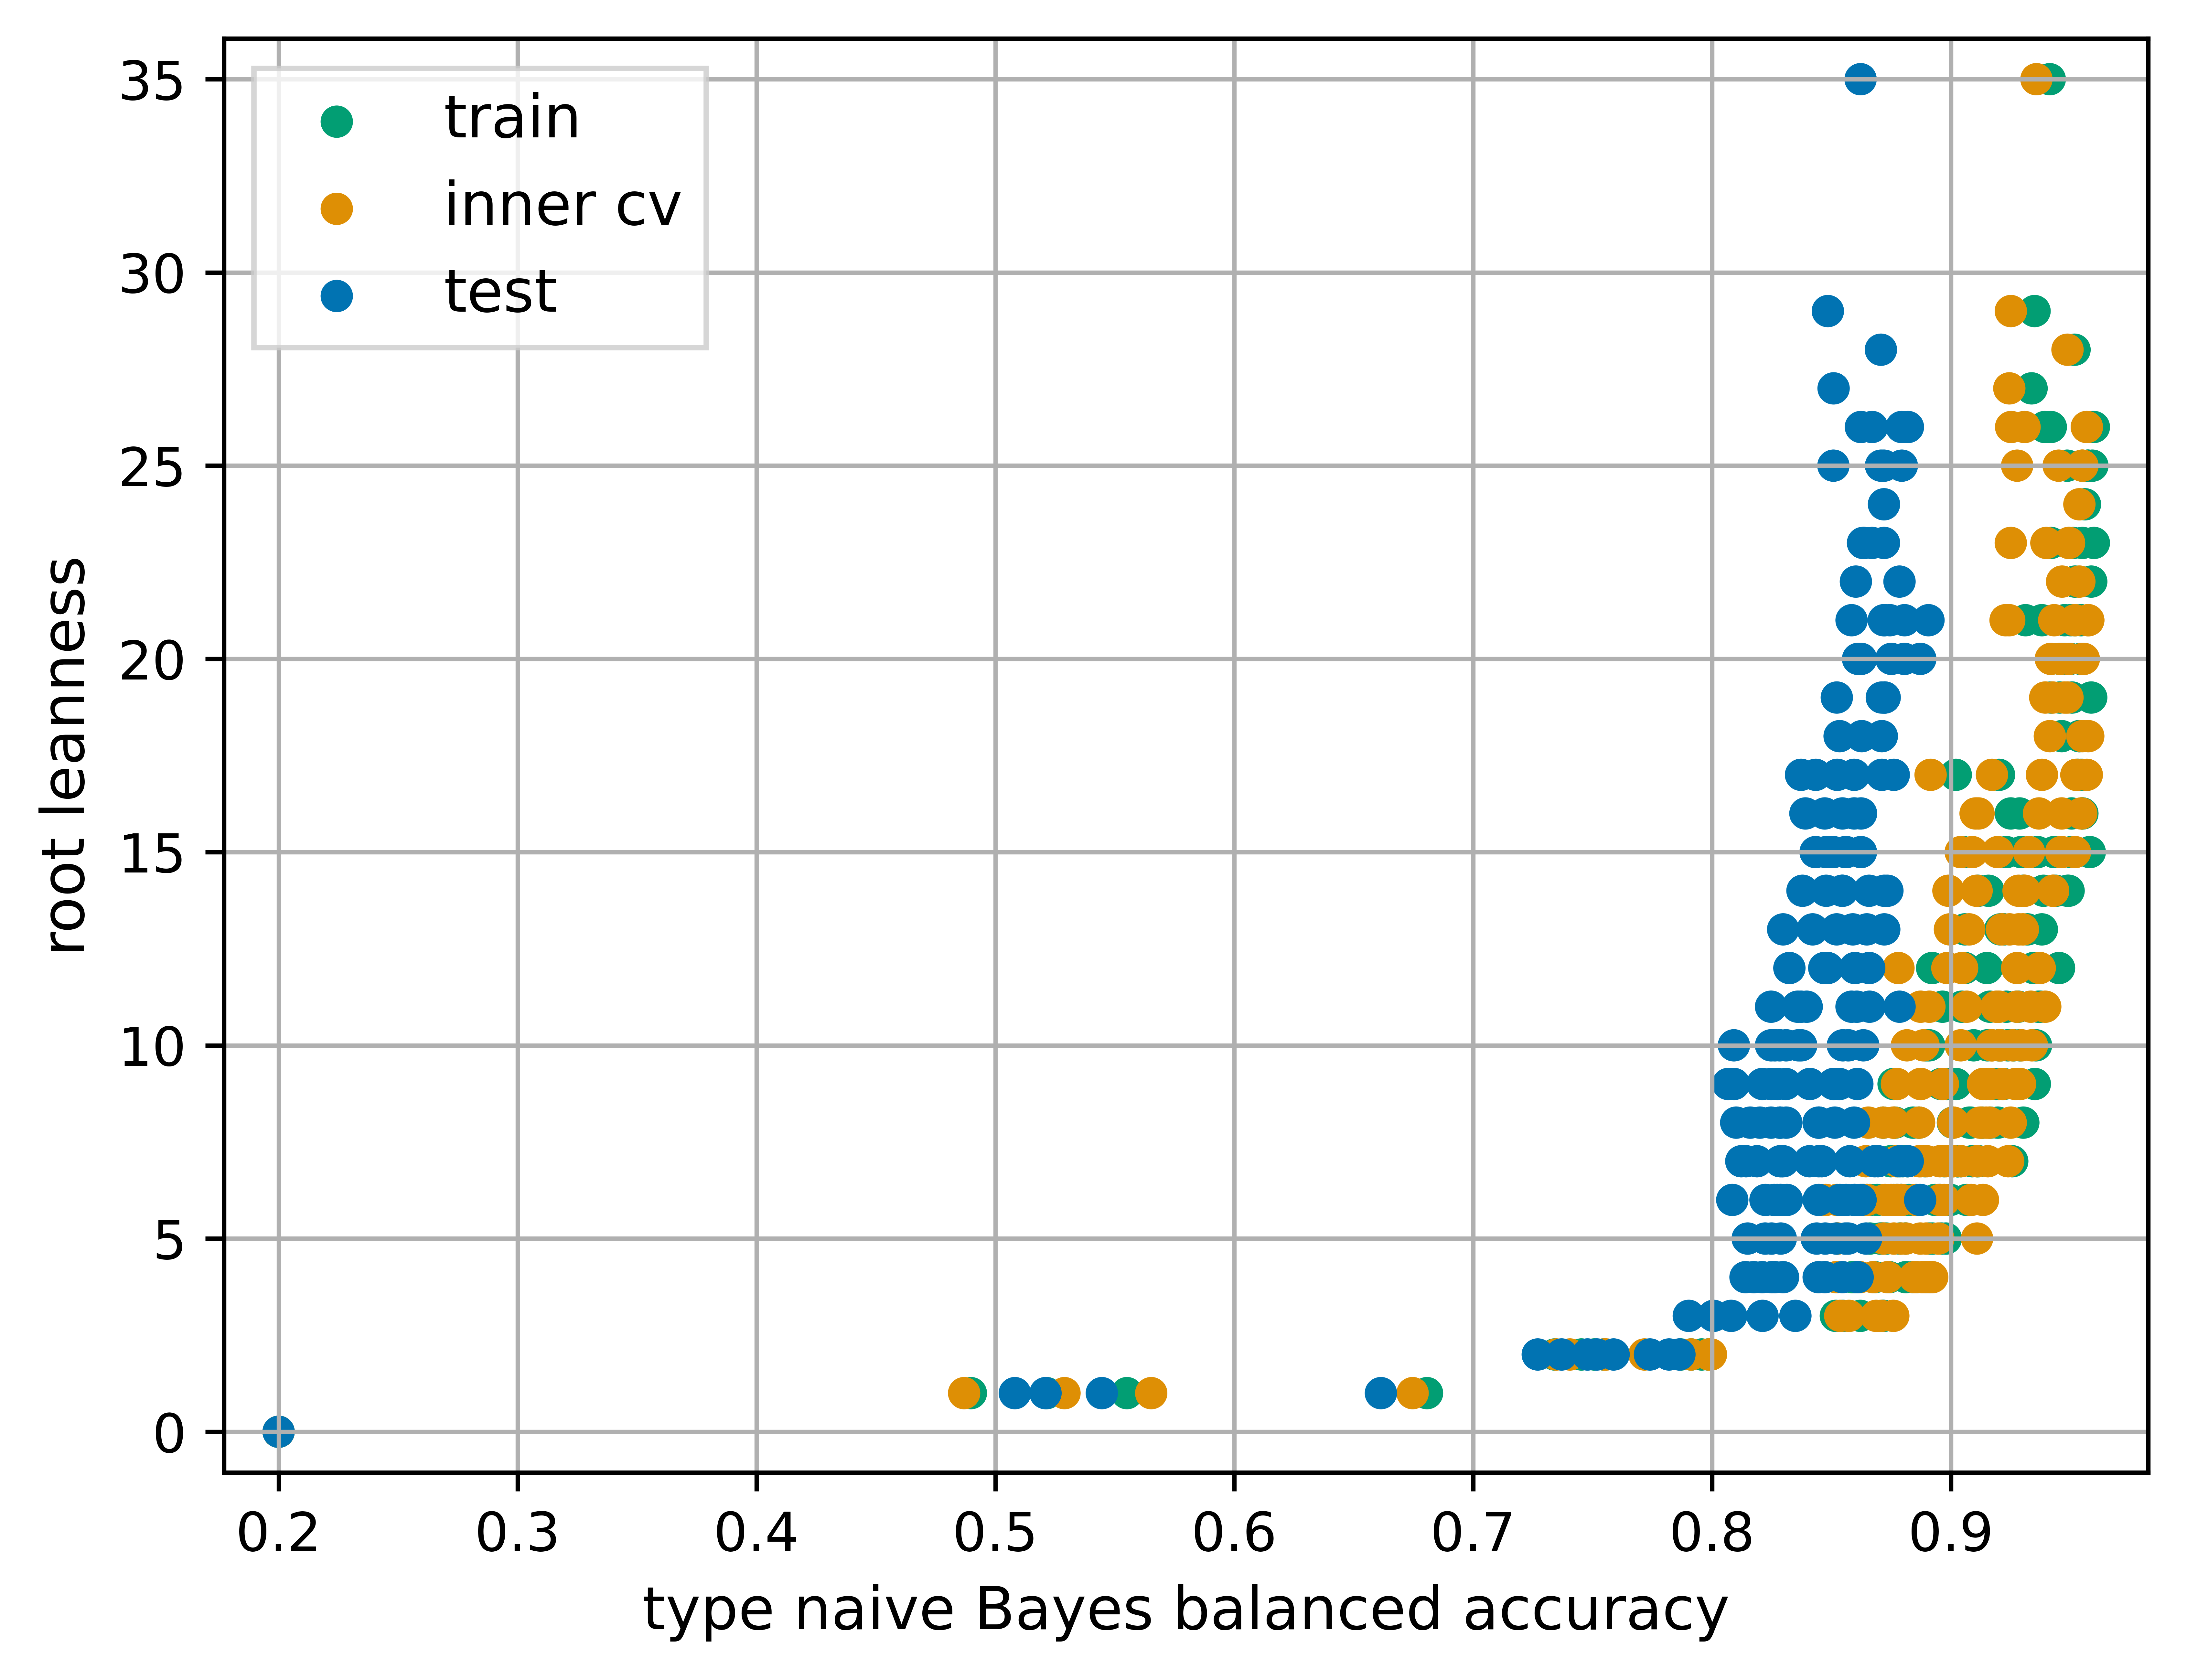 35
30
25
20
15
10
5
0
root leanness
train
inner cv
test
0.2 0.3 0.4 0.5 0.6 0.7 0.8 0.9
type naive Bayes balanced accuracy